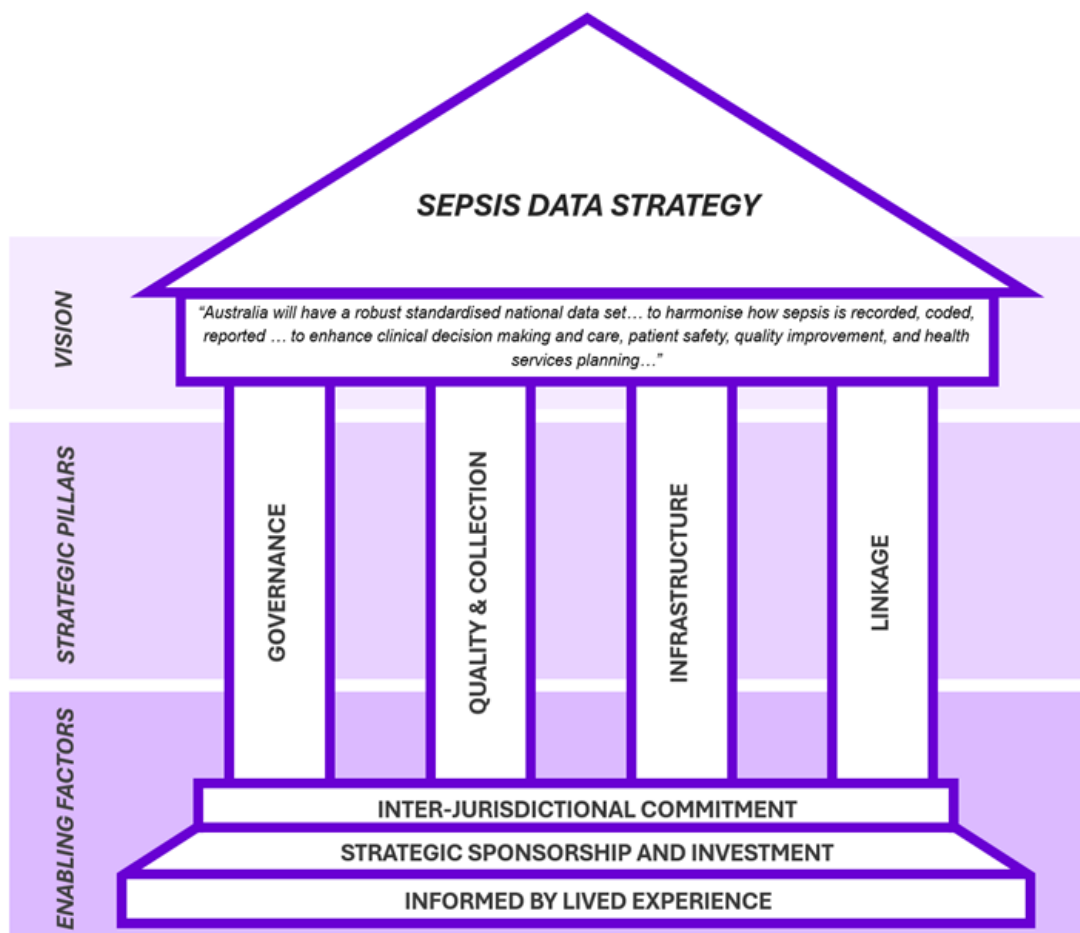 SEPSIS DATA STRATEGY
VISION
“Australia will have a robust standardised national data set… to harmonise how sepsis is recorded, coded,
reported … to enhance clinical decision making and care, patient safety, quality improvement, and health
services planning…”
STRATEGIC PILLARS
GOVERNANCE
QUALITY & COLLECTION
INFRASTRUCTURE
LINKAGE
ENABLING FACTORS
INTER-JURISDICTIONAL COMMITMENT
STRATEGIC SPONSORSHIP AND INVESTMENT
INFORMED BY LIVED EXPERIENCE